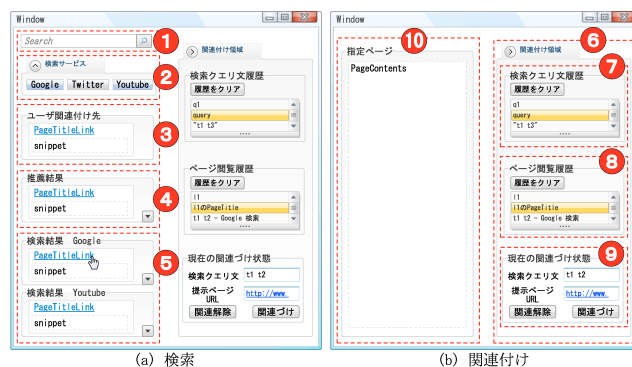 Window
Search
1
検索サービス
2
Google Twitter Youtube
ユーザ関連付け先
PageTitleLink
3
snippet
推薦結果
PageTitleLink
4
snippet
検索結果 Google
PageTitleLink
5
snippet
検索結果 Youtube
PageTitleLink
snippet
関連付け領域
検索クエリ文履歴
履歴をクリア
q1
query
"t1 t3"
ページ閲覧履歴
履歴をクリア
l1
l1のPageTitle
t1 t2 - Google 検索
現在の関連づけ状態
検索クエリ文 t1 t2
提示ページ
URL
http://www.
関連解除 関連づけ
(a) 検索
Window
10
指定ページ
PageContents
6
関連付け領域
7
検索クエリ文履歴
履歴をクリア
q1
query
"t1 t3"
8
ページ閲覧履歴
履歴をクリア
l1
l1のPageTitle
t1 t2 - Google 検索
9
現在の関連づけ状態
検索クエリ文 t1 t2
提示ページ
URL
http://www.
関連解除 関連づけ
(b) 関連付け